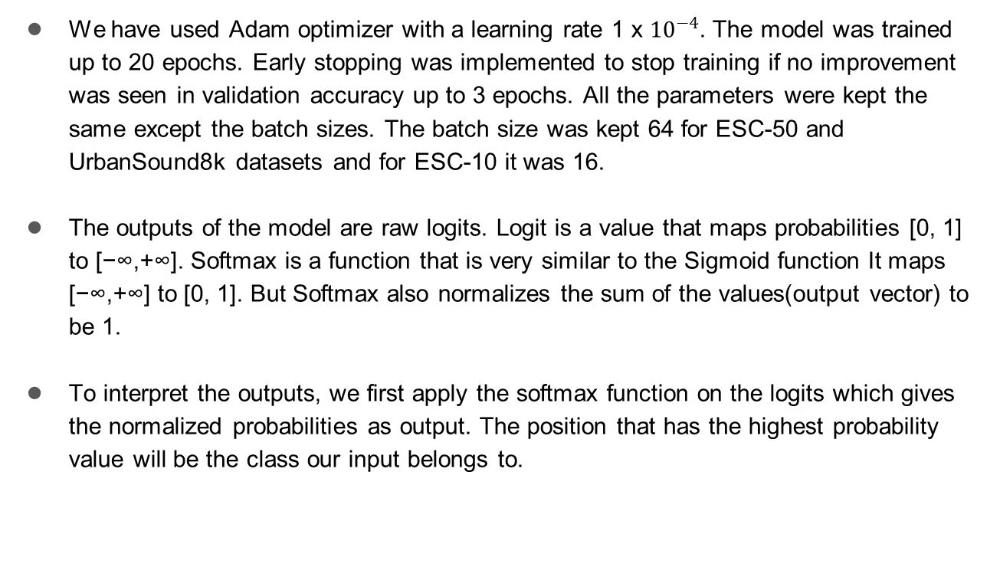 ● We have used Adam optimizer with a learning rate 1 x 10⁻⁴. The model was trained
up to 20 epochs. Early stopping was implemented to stop training if no improvement
was seen in validation accuracy up to 3 epochs. All the parameters were kept the
same except the batch sizes. The batch size was kept 64 for ESC-50 and
UrbanSound8k datasets and for ESC-10 it was 16.
● The outputs of the model are raw logits. Logit is a value that maps probabilities [0, 1]
to [−∞,+∞]. Softmax is a function that is very similar to the Sigmoid function It maps
[−∞,+∞] to [0, 1]. But Softmax also normalizes the sum of the values(output vector) to
be 1.
● To interpret the outputs, we first apply the softmax function on the logits which gives
the normalized probabilities as output. The position that has the highest probability
value will be the class our input belongs to.